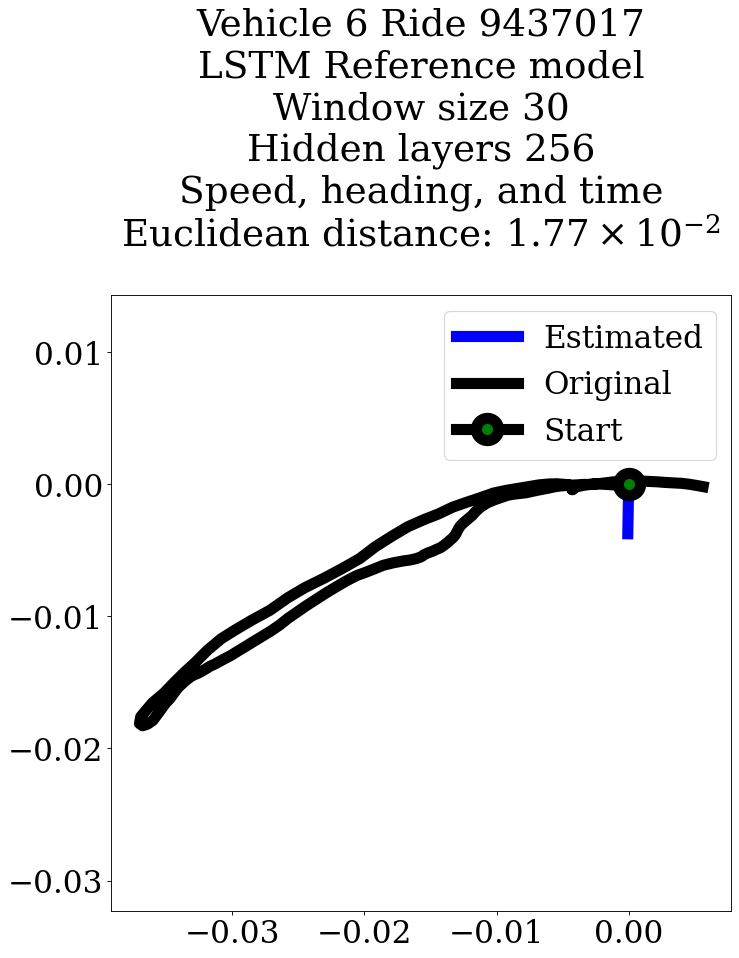 Vehicle 6 Ride 9437017
LSTM Reference model
Window size 30
Hidden layers 256
Speed, heading, and time
Euclidean distance: 1.77 × 10⁻²
Estimated
Original
Start
0.01
0.00
−0.01
−0.02
−0.03
−0.03 −0.02 −0.01 0.00